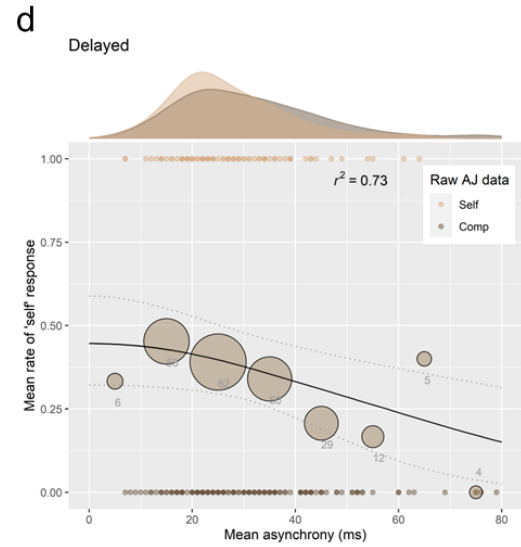 d
Delayed
1.00
r² = 0.73
Raw AJ data
Self
Comp
0.75
Mean rate of 'self' response
0.50
82
5
0.25
6
29
12
4
0.00
0
20
40
60
80
Mean asynchrony (ms)